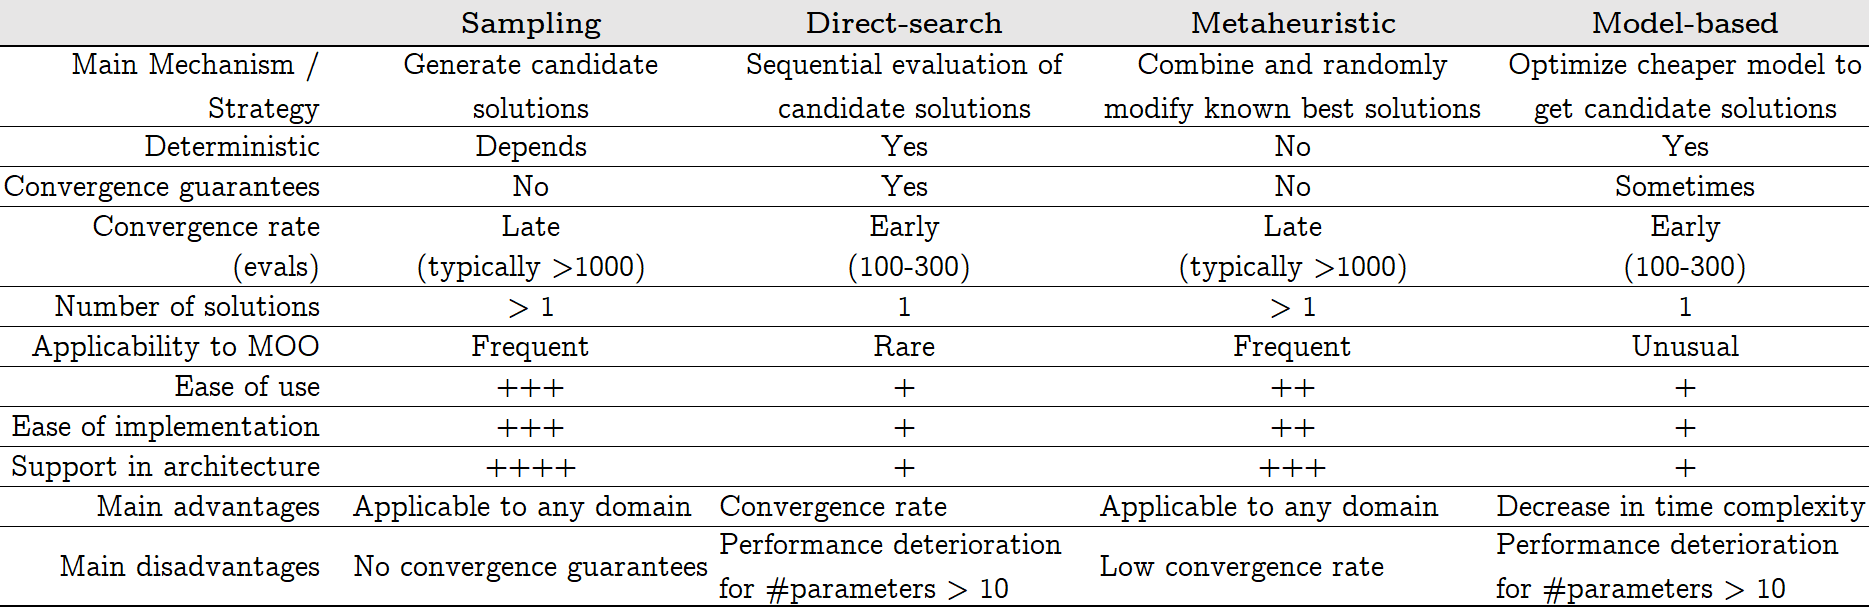 Sampling Direct-search Metaheuristic Model-based
Main Mechanism / Generate candidate Sequential evaluation of Combine and randomly Optimize cheaper model to
Strategy solutions candidate solutions modify known best solutions get candidate solutions
Deterministic Depends Yes No Yes
Convergence guarantees No Yes No Sometimes
Convergence rate Late Early Late Early
(evals) (typically >1000) (100-300) (typically >1000) (100-300)
Number of solutions > 1 1 > 1 1
Applicability to MOO Frequent Rare Frequent Unusual
Ease of use +++ + ++ +
Ease of implementation +++ + ++ +
Support in architecture ++++ + +++ +
Main advantages Applicable to any domain Convergence rate Applicable to any domain Decrease in time complexity
Main disadvantages No convergence guarantees Performance deterioration Low convergence rate Performance deterioration
for #parameters > 10 for #parameters > 10